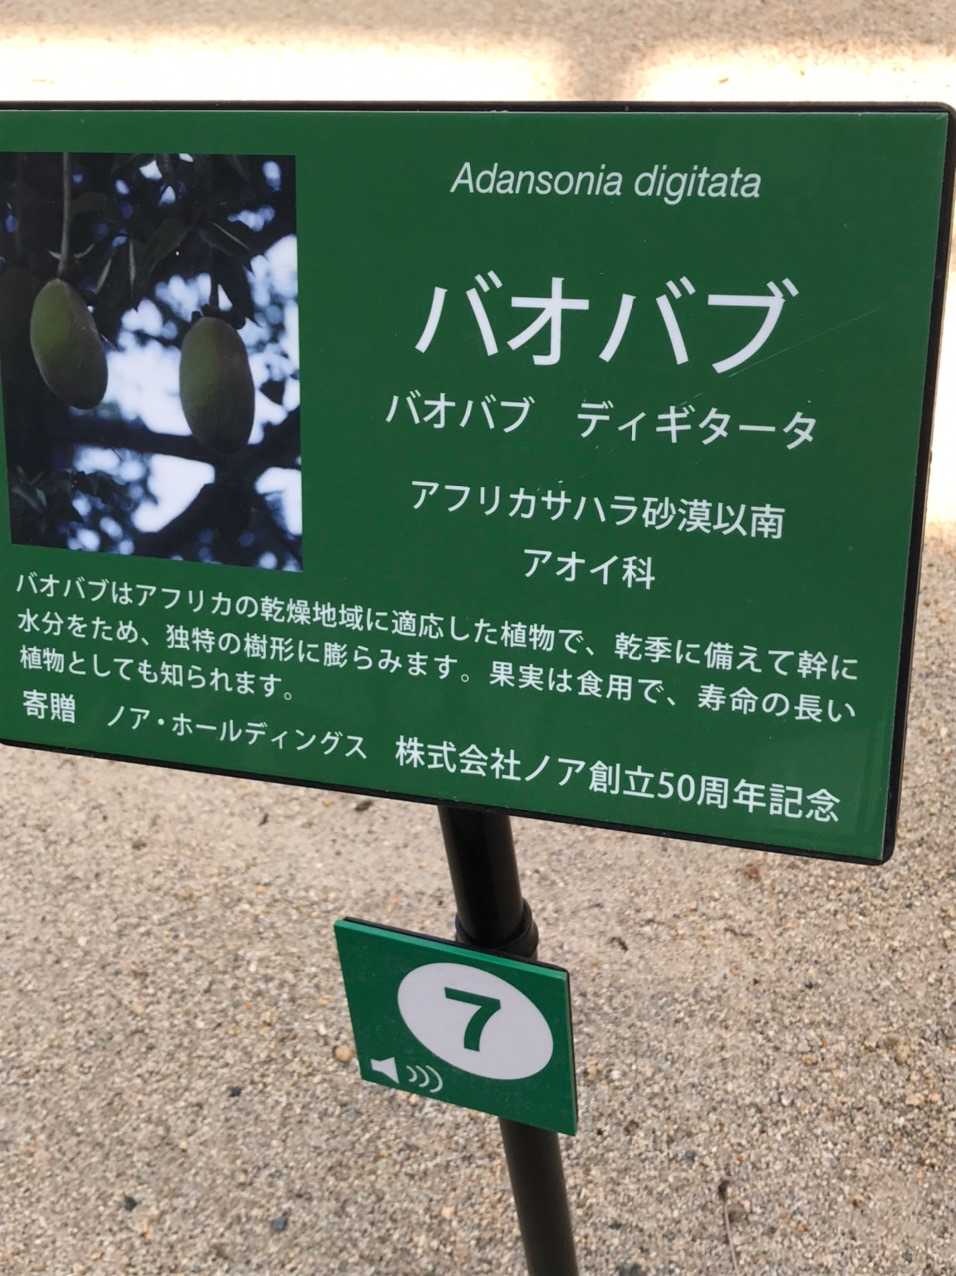 Adansonia digitata
バオバブ
バオバブ　ディギタータ
アフリカサハラ砂漠以南
アオイ科
バオバブはアフリカの乾燥地域に適応した植物で、乾季に備えて幹に
水分をため、独特の樹形に膨らみます。果実は食用で、寿命の長い
植物としても知られます。
寄贈　ノア・ホールディングス　株式会社ノア創立50周年記念
7